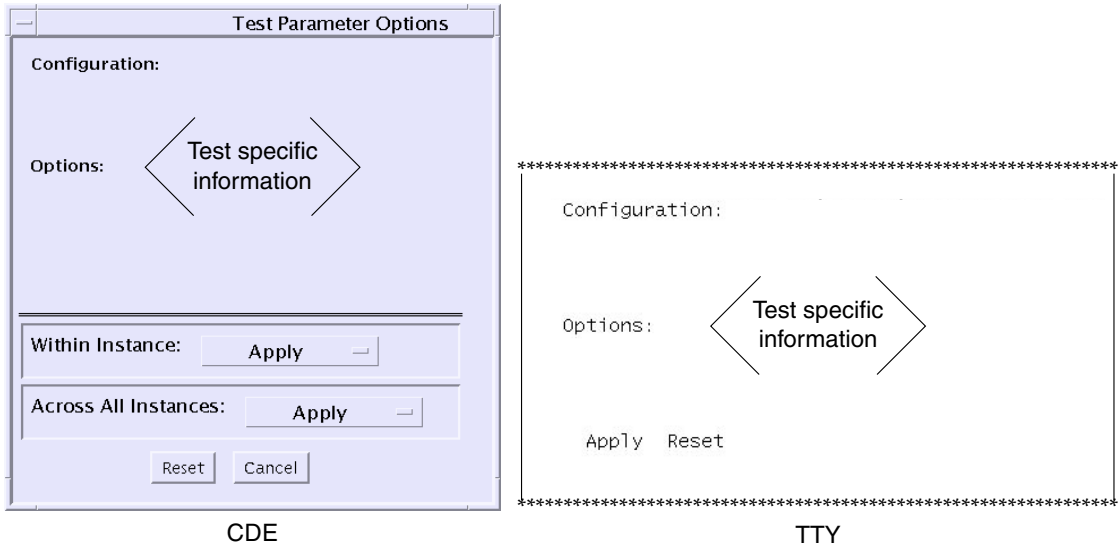 Test Parameter Options
Configuration:
Options:
Test specific
information
Within Instance:
Apply
Across All Instances:
Apply
Reset
Cancel
CDE
******************************************************************
Configuration:
Options:
Test specific
information
Apply Reset
******************************************************************
TTY